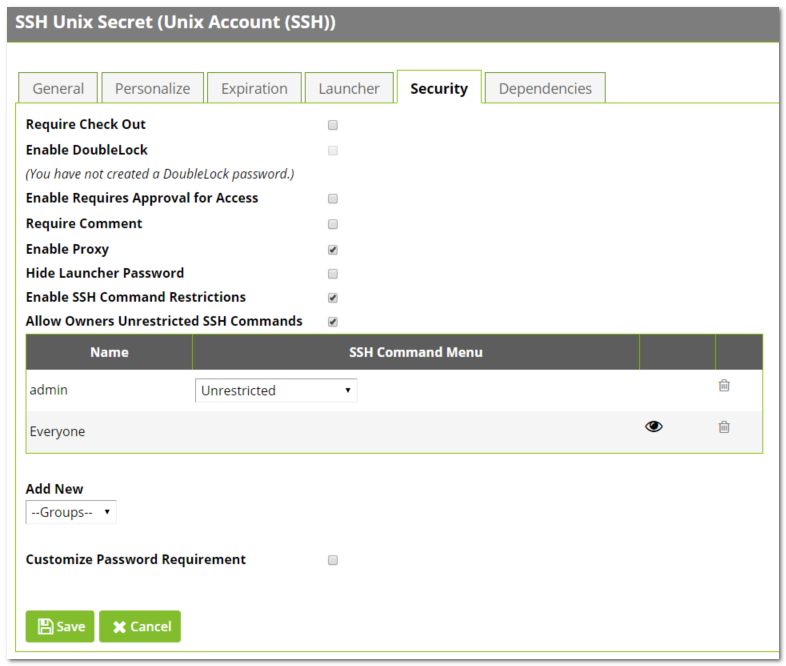 SSH Unix Secret (Unix Account (SSH))
General Personalize Expiration Launcher Security Dependencies
Require Check Out
Enable DoubleLock
(You have not created a DoubleLock password.)
Enable Requires Approval for Access
Require Comment
Enable Proxy
Hide Launcher Password
Enable SSH Command Restrictions
Allow Owners Unrestricted SSH Commands
Name SSH Command Menu
admin Unrestricted
Everyone
Add New
--Groups--
Customize Password Requirement
Save Cancel